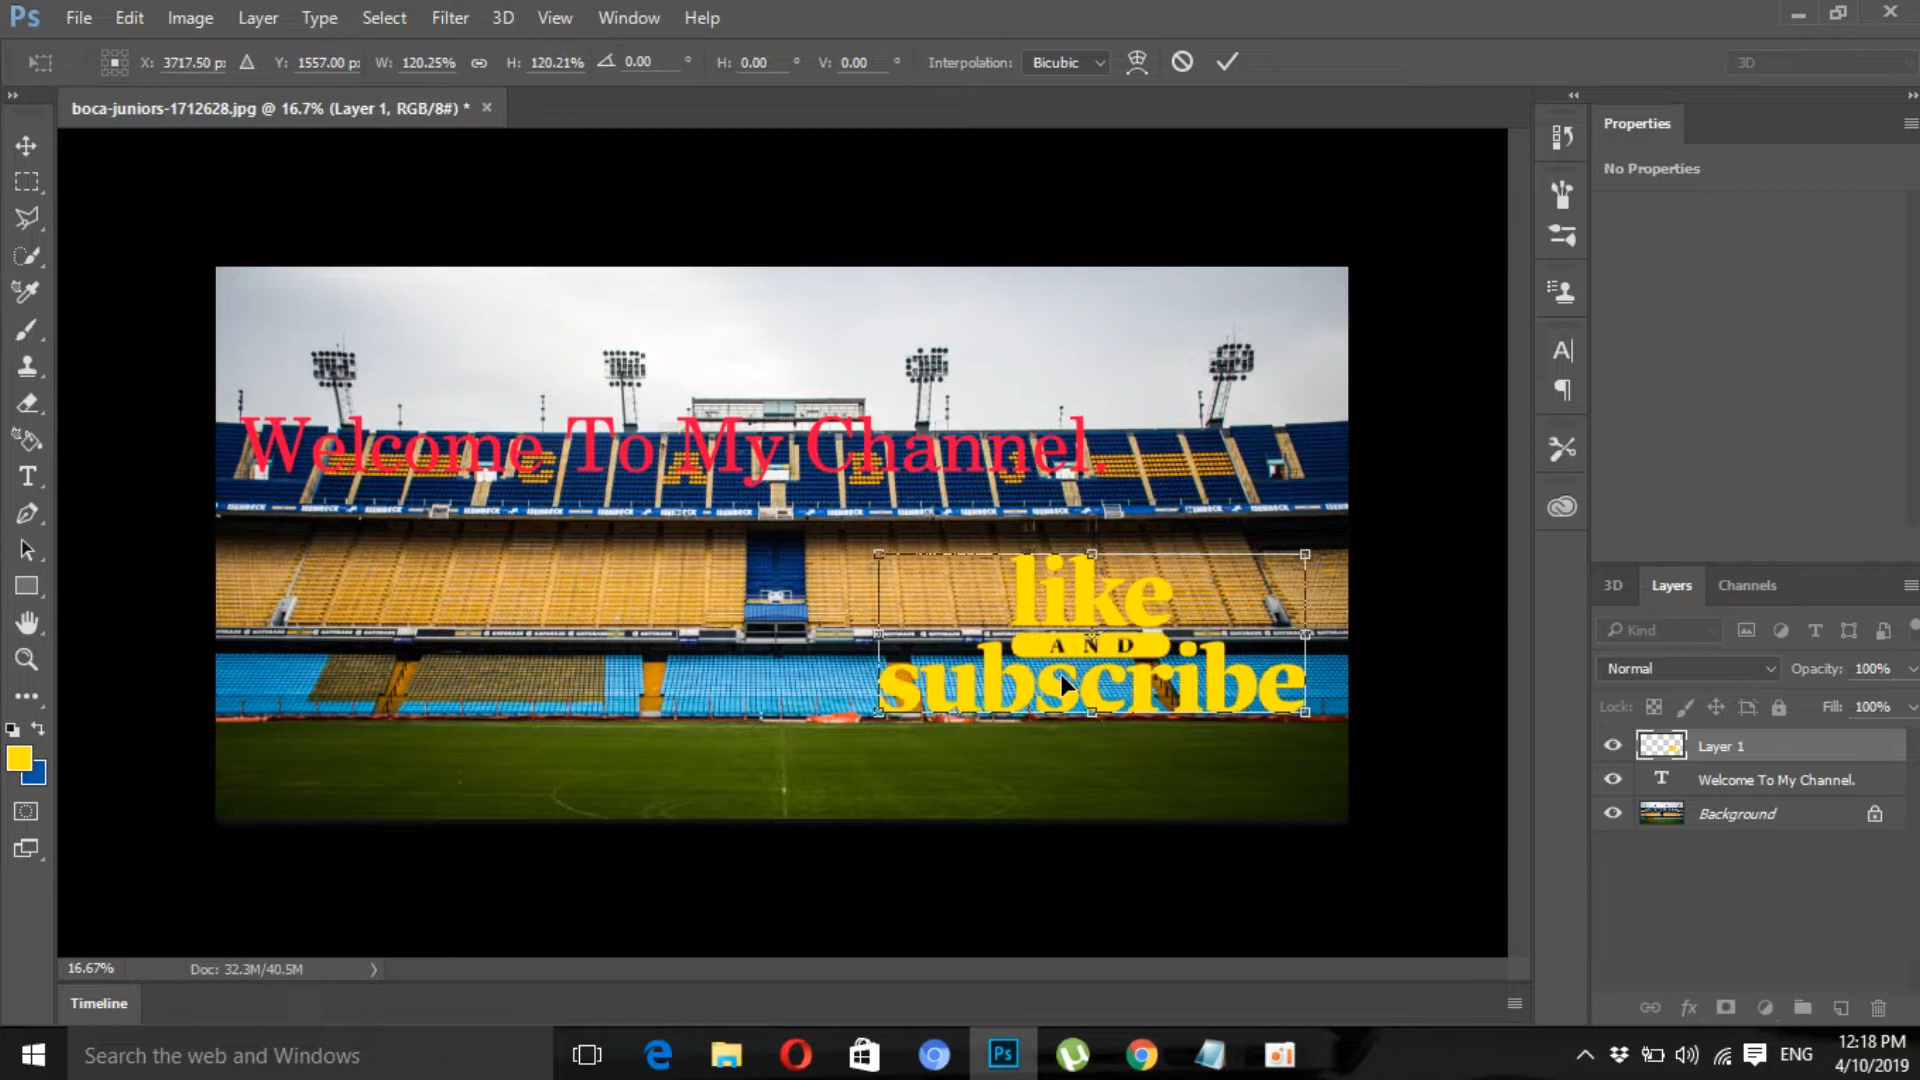 Ps File Edit Image Layer Type Select Filter 3D View Window Help
X: 3717.50 p: Y: 1557.00 p: W: 120.25% H: 120.21% 0.00 ° H: 0.00 ° V: 0.00 ° Interpolation: Bicubic 3D
boca-juniors-1712628.jpg @ 16.7% (Layer 1, RGB/8#) * ×
Properties
No Properties
Welcome To My Channel.
like
AND
subscribe
3D Layers Channels
Kind
Normal Opacity: 100%
Lock: Fill: 100%
Layer 1
T Welcome To My Channel.
Background
16.67% Doc: 32.3M/40.5M
Timeline
Search the web and Windows
Ps
ENG
12:18 PM
4/10/2019